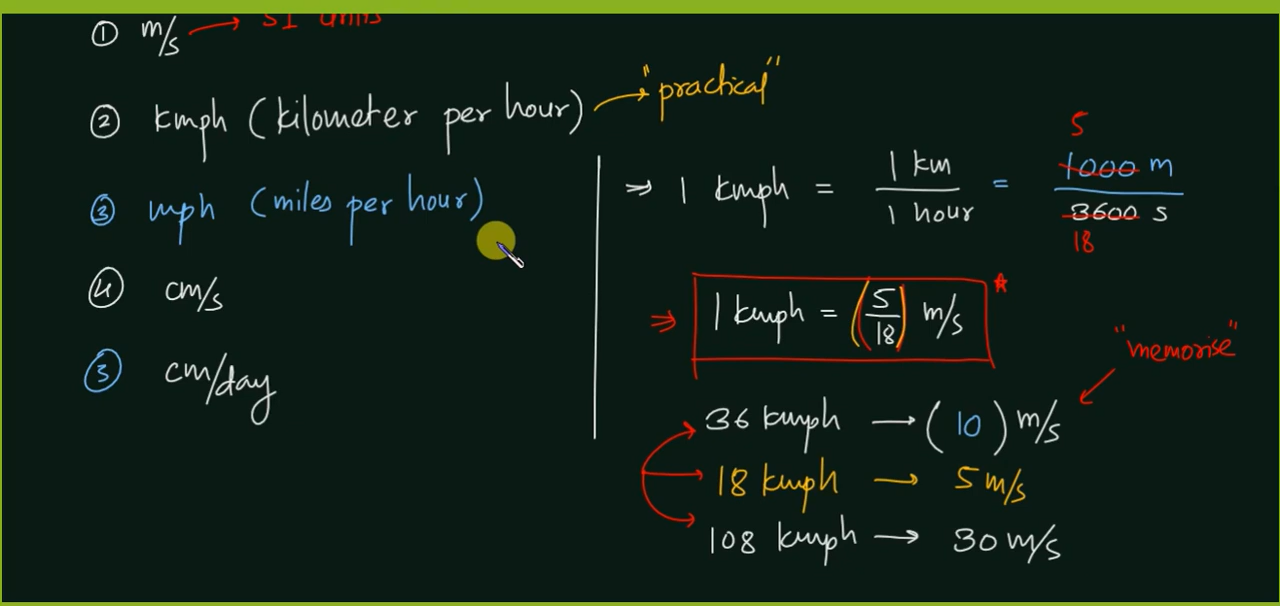 ① m/s → SI units
② kmph (kilometer per hour) → "practical"
③ mph (miles per hour)
④ cm/s
⑤ cm/day
⇒ 1 kmph = 1 km / 1 hour = 1000 m / 3600 s
5
18
⇒ 1 kmph = (5/18) m/s *
"memorise"
36 kmph → (10) m/s
18 kmph → 5 m/s
108 kmph → 30 m/s